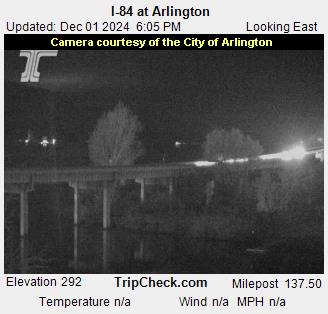 I-84 at Arlington
Updated: Dec 01 2024 6:05 PM Looking East
Camera courtesy of the City of Arlington
Elevation 292 TripCheck.com Milepost 137.50
Temperature n/a Wind n/a MPH n/a